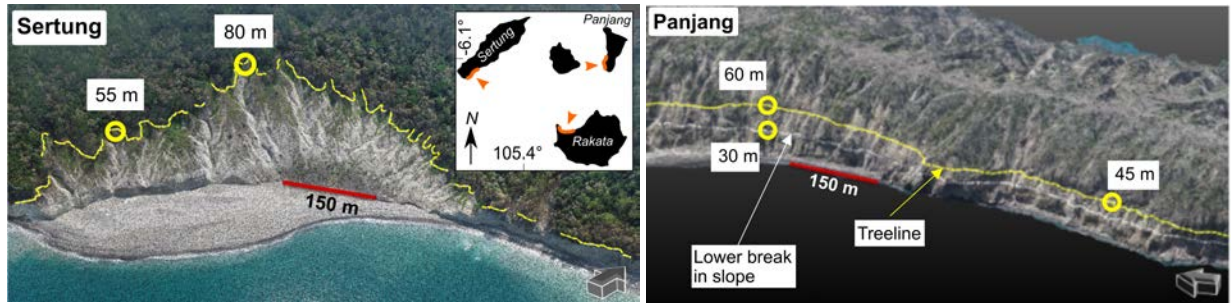 Sertung
80 m
55 m
150 m
Panjang
-6.1°
Sertung
N
105.4°
Rakata
Panjang
60 m
30 m
150 m
45 m
Lower break
in slope
Treeline